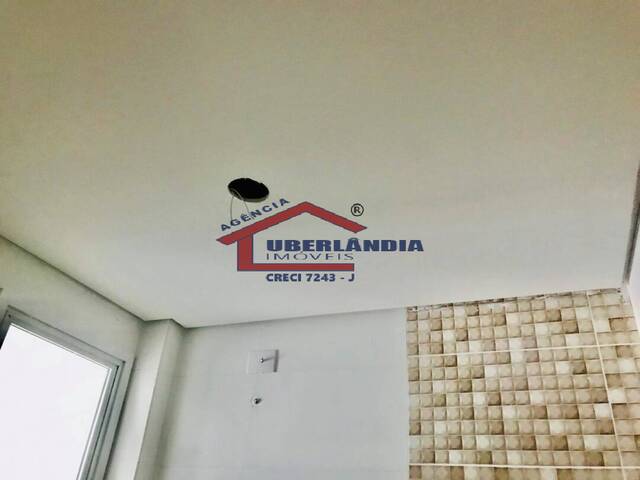 AGÊNCIA
UBERLÂNDIA ®
IMÓVEIS
CRECI 7243 - J